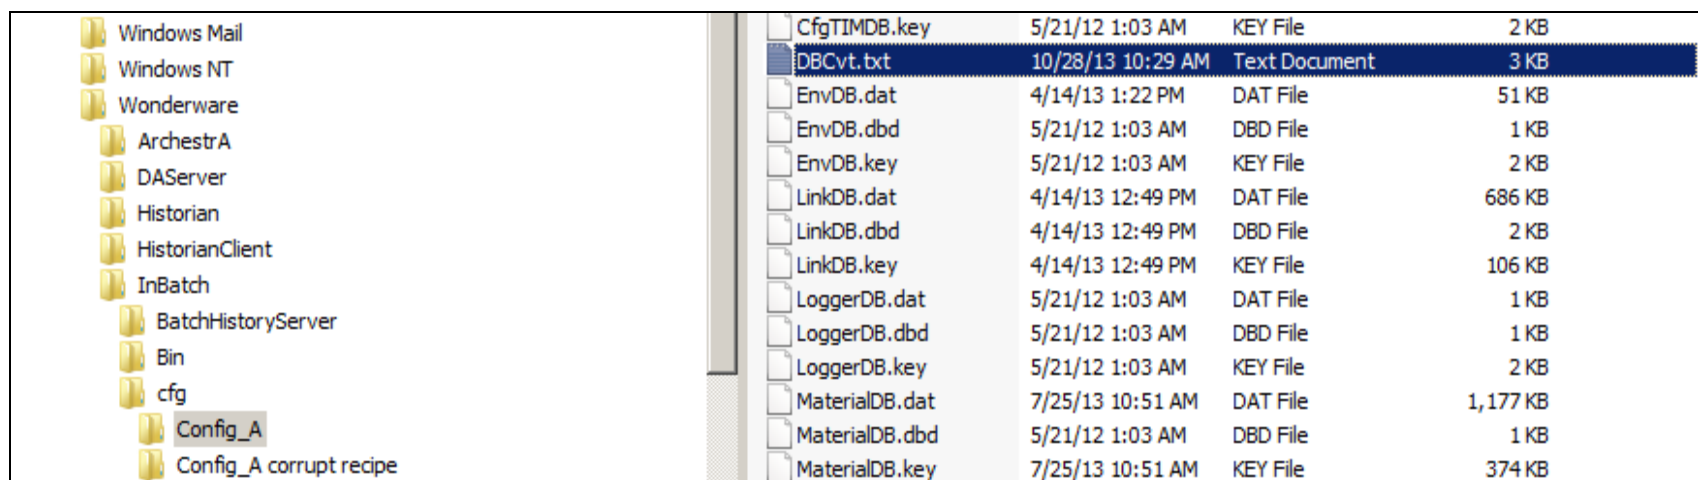 Windows Mail
Windows NT
Wonderware
ArchestrA
DAServer
Historian
HistorianClient
InBatch
BatchHistoryServer
Bin
cfg
Config_A
Config_A corrupt recipe
CfgTIMDB.key 5/21/12 1:03 AM KEY File 2 KB
DBCvt.txt 10/28/13 10:29 AM Text Document 3 KB
EnvDB.dat 4/14/13 1:22 PM DAT File 51 KB
EnvDB.dbd 5/21/12 1:03 AM DBD File 1 KB
EnvDB.key 5/21/12 1:03 AM KEY File 2 KB
LinkDB.dat 4/14/13 12:49 PM DAT File 686 KB
LinkDB.dbd 4/14/13 12:49 PM DBD File 2 KB
LinkDB.key 4/14/13 12:49 PM KEY File 106 KB
LoggerDB.dat 5/21/12 1:03 AM DAT File 1 KB
LoggerDB.dbd 5/21/12 1:03 AM DBD File 1 KB
LoggerDB.key 5/21/12 1:03 AM KEY File 2 KB
MaterialDB.dat 7/25/13 10:51 AM DAT File 1,177 KB
MaterialDB.dbd 5/21/12 1:03 AM DBD File 1 KB
MaterialDB.key 7/25/13 10:51 AM KEY File 374 KB